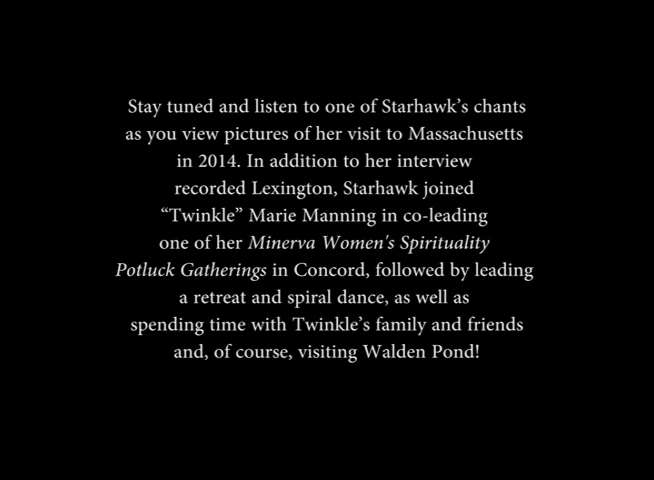 Stay tuned and listen to one of Starhawk’s chants
as you view pictures of her visit to Massachusetts
in 2014. In addition to her interview
recorded Lexington, Starhawk joined
“Twinkle” Marie Manning in co-leading
one of her Minerva Women's Spirituality
Potluck Gatherings in Concord, followed by leading
a retreat and spiral dance, as well as
spending time with Twinkle’s family and friends
and, of course, visiting Walden Pond!